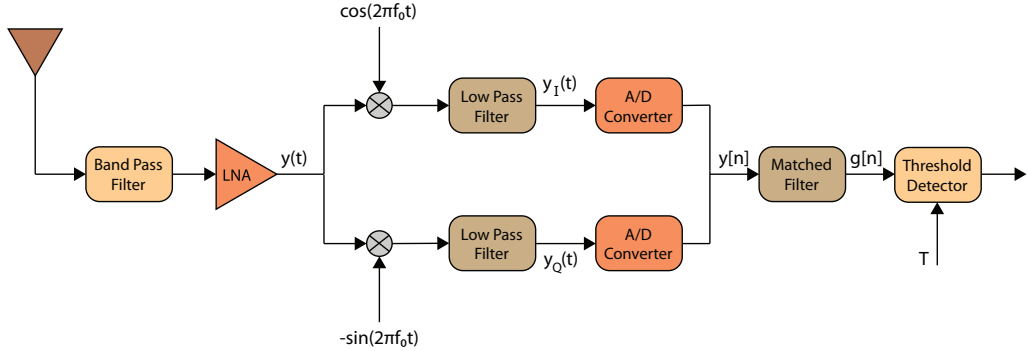 cos(2πf₀t)
Low Pass
Filter
y_I(t)
A/D
Converter
Band Pass
Filter
LNA
y(t)
y[n]
Matched
Filter
g[n]
Threshold
Detector
Low Pass
Filter
y_Q(t)
A/D
Converter
T
-sin(2πf₀t)